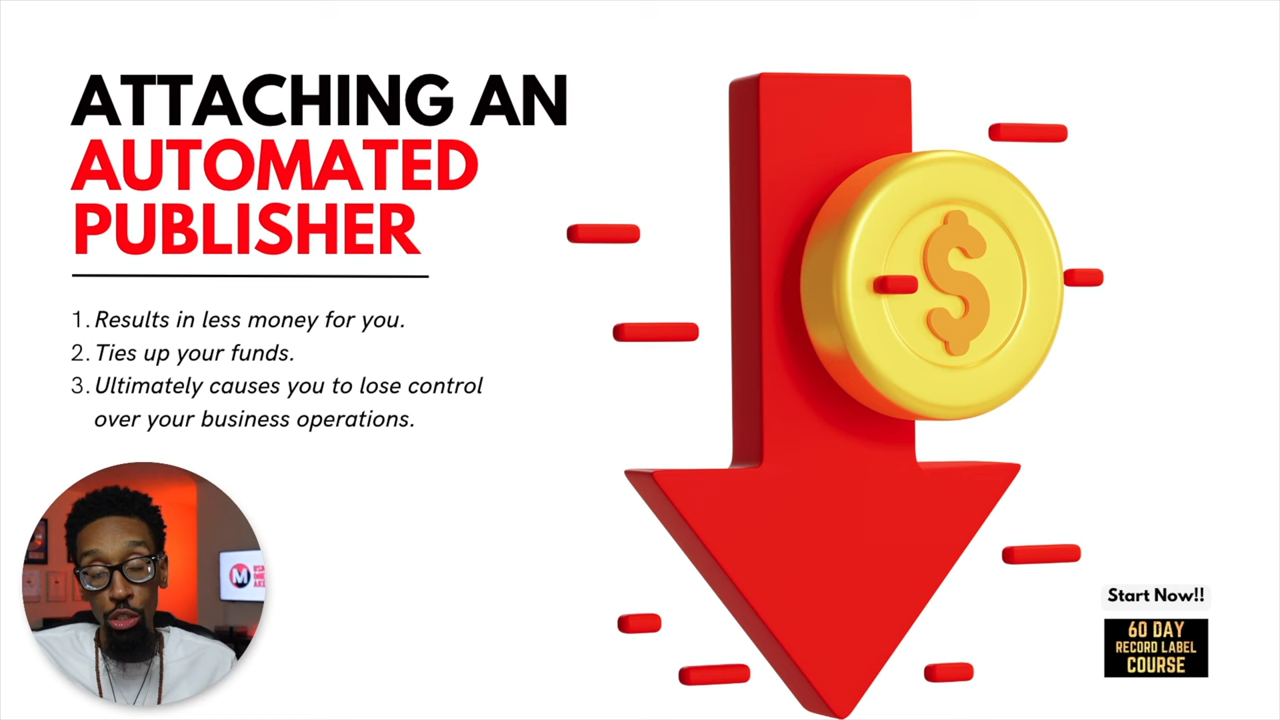 ATTACHING AN
AUTOMATED
PUBLISHER
1. Results in less money for you.
2. Ties up your funds.
3. Ultimately causes you to lose control
over your business operations.
$
M
Start Now!!
60 DAY
RECORD LABEL
COURSE